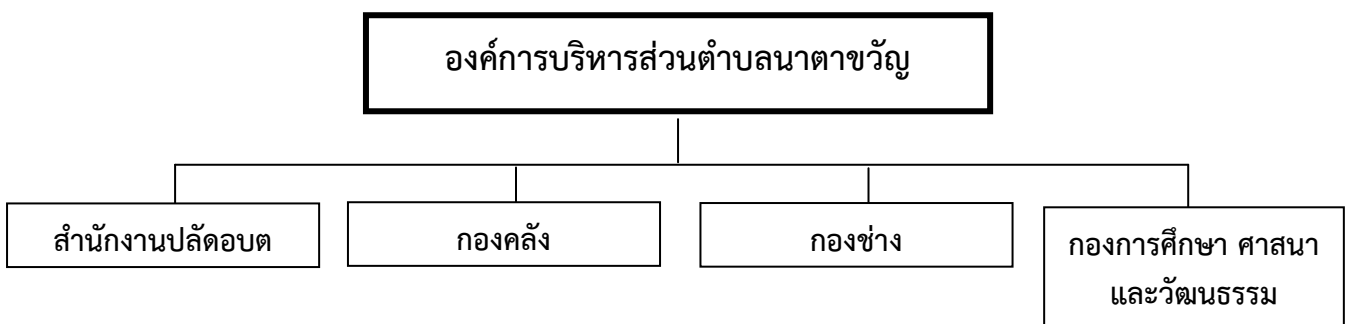 องค์การบริหารส่วนตำบลนาตาขวัญ
สำนักงานปลัดอบต
กองคลัง
กองช่าง
กองการศึกษา ศาสนา
และวัฒนธรรม